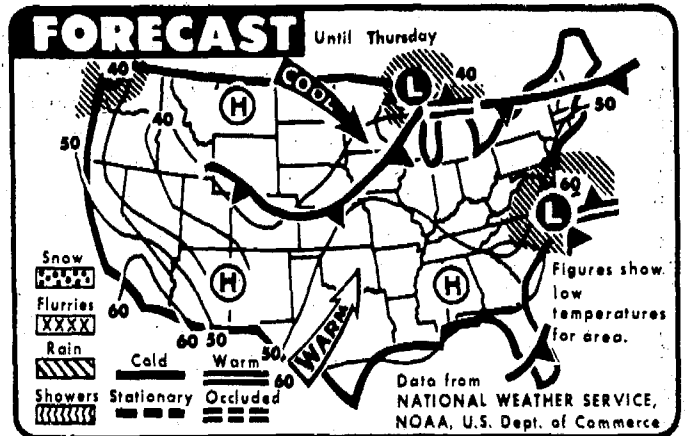 FORECAST
Until Thursday
40
COOL
L
40
H
40
50
50
60
L
Snow
H
H
Figures show
low
temperatures
for area.
Flurries
XXXX
60
Rain
60
50
50
WARM
60
Cold
Warm
Showers
Stationary
Occluded
Data from
NATIONAL WEATHER SERVICE,
NOAA, U.S. Dept. of Commerce